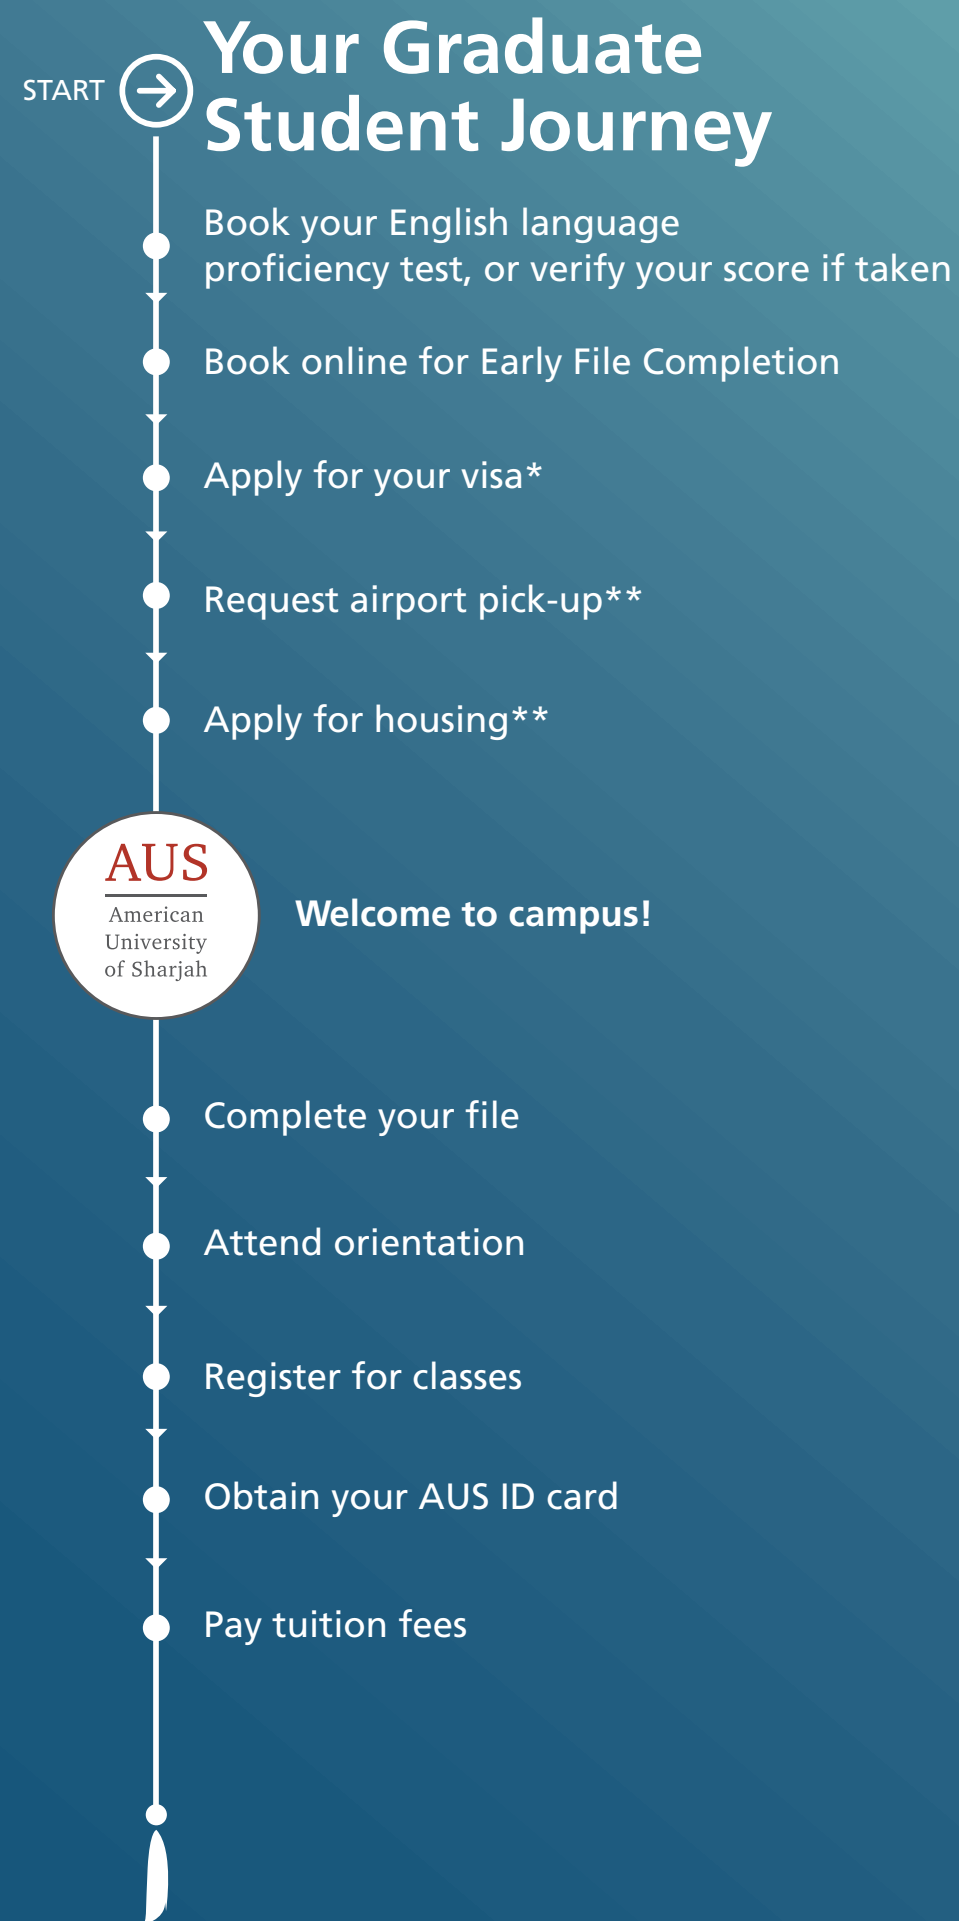 START
Your Graduate
Student Journey
Book your English language
proficiency test, or verify your score if taken
Book online for Early File Completion
Apply for your visa*
Request airport pick-up**
Apply for housing**
AUS
American
University
of Sharjah
Welcome to campus!
Complete your file
Attend orientation
Register for classes
Obtain your AUS ID card
Pay tuition fees